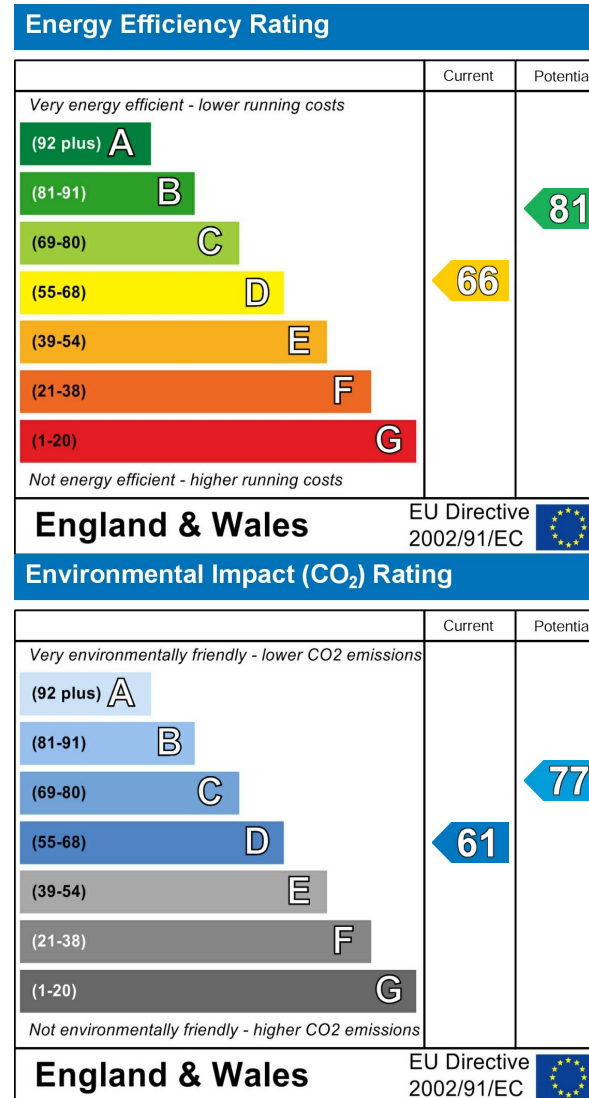 Energy Efficiency Rating
Current Potentia
Very energy efficient - lower running costs
(92 plus) A
(81-91) B
81
(69-80) C
66
(55-68) D
(39-54) E
(21-38) F
(1-20) G
Not energy efficient - higher running costs
England & Wales
EU Directive
2002/91/EC
Environmental Impact (CO₂) Rating
Current Potentia
Very environmentally friendly - lower CO2 emissions
(92 plus) A
(81-91) B
(69-80) C
77
(55-68) D
61
(39-54) E
(21-38) F
(1-20) G
Not environmentally friendly - higher CO2 emissions
England & Wales
EU Directive
2002/91/EC